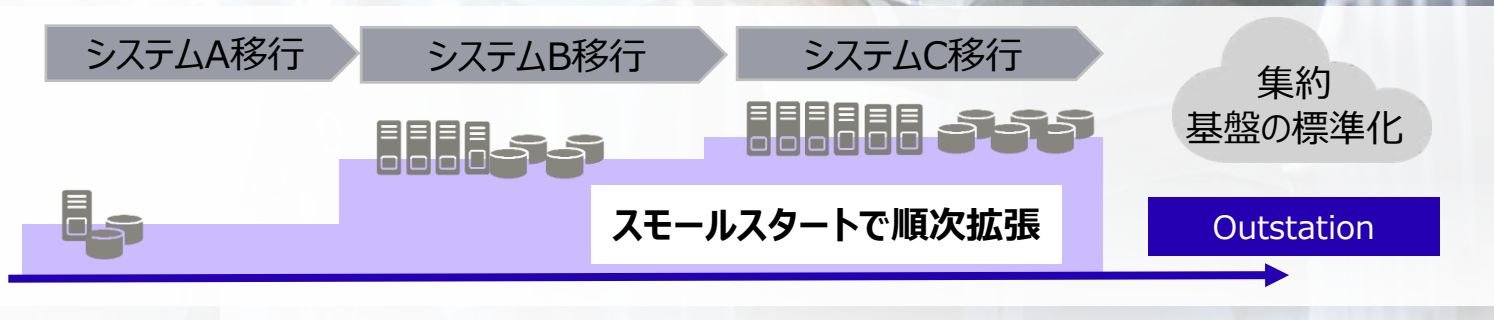 システムA移行
システムB移行
システムC移行
集約
基盤の標準化
スモールスタートで順次拡張
Outstation